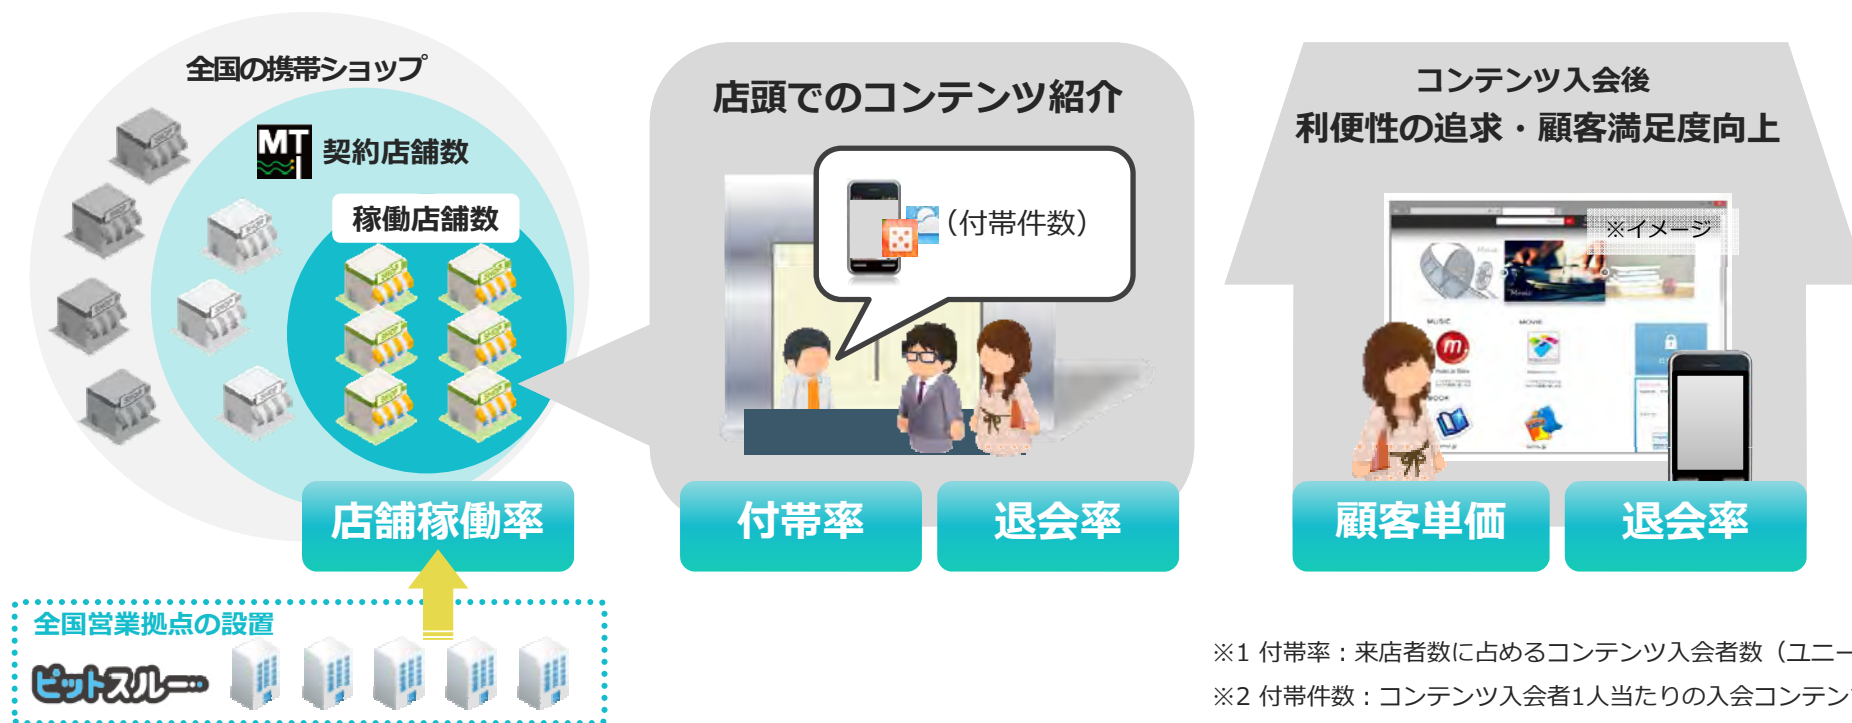 全国の携帯ショップ
MTI 契約店舗数
稼働店舗数
店舗稼働率
全国営業拠点の設置
ピットスルー
店頭でのコンテンツ紹介
（付帯件数）
付帯率
退会率
コンテンツ入会後
利便性の追求・顧客満足度向上
※イメージ
MUSIC
MOVIE
BOOK
顧客単価
退会率
※1 付帯率：来店者数に占めるコンテンツ入会者数（ユニー
※2 付帯件数：コンテンツ入会者1人当たりの入会コンテン